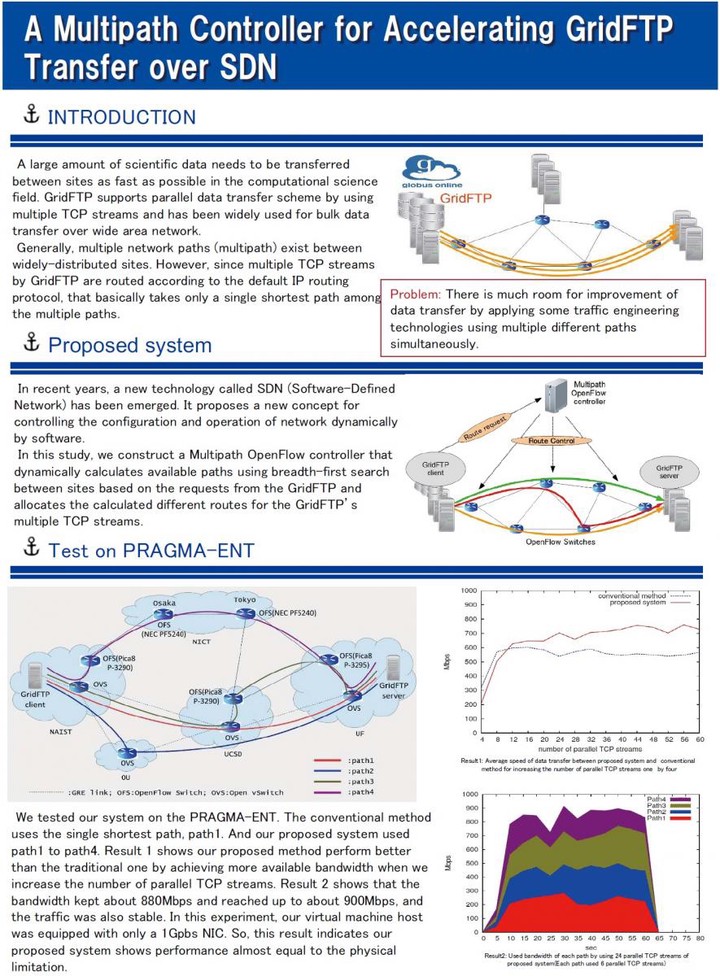 A Multipath Controller for Accelerating GridFTP
Transfer over SDN
INTRODUCTION
A large amount of scientific data needs to be transferred
between sites as fast as possible in the computational science
field. GridFTP supports parallel data transfer scheme by using
multiple TCP streams and has been widely used for bulk data
transfer over wide area network.
Generally, multiple network paths (multipath) exist between
widely-distributed sites. However, since multiple TCP streams
by GridFTP are routed according to the default IP routing
protocol, that basically takes only a single shortest path among
the multiple paths.
g
globus online
GridFTP
Problem: There is much room for improvement of
data transfer by applying some traffic engineering
technologies using multiple different paths
simultaneously.
Proposed system
In recent years, a new technology called SDN (Software-Defined
Network) has been emerged. It proposes a new concept for
controlling the configuration and operation of network dynamically
by software.
In this study, we construct a Multipath OpenFlow controller that
dynamically calculates available paths using breadth-first search
between sites based on the requests from the GridFTP and
allocates the calculated different routes for the GridFTP's
multiple TCP streams.
Multipath
OpenFlow
controller
Route request
Route Control
GridFTP
client
GridFTP
server
OpenFlow Switches
Test on PRAGMA-ENT
Osaka
Tokyo
OFS
(NEC PF5240)
OFS(NEC PF5240)
NICT
OFS(Pica8
P-3290)
OFS(Pica8
P-3295)
GridFTP
client
OVS
OFS(Pica8
P-3290)
GridFTP
server
OVS
NAIST
OVS
UF
OVS
UCSD
OU
:path1
:path2
:path3
:path4
:GRE link; OFS:OpenFlow Switch; OVS:Open vSwitch
1000
900
800
700
600
500
400
300
200
100
0
Mbps
conventional method
proposed system
4 8 12 16 20 24 28 32 36 40 44 48 52 56 60
number of parallel TCP streams
Result1: Average speed of data transfer between proposed system and conventional
method for increasing the number of parallel TCP streams one by four
1000
900
800
700
600
500
400
300
200
100
0
Mbps
Path4
Path3
Path2
Path1
0 5 10 15 20 25 30 35 40 45 50 55 60 65 70 75 80
sec
Result2: Used bandwidth of each path by using 24 parallel TCP streams of
proposed system(Each path used 6 parallel TCP streams)
We tested our system on the PRAGMA-ENT. The conventional method
uses the single shortest path, path1. And our proposed system used
path1 to path4. Result 1 shows our proposed method perform better
than the traditional one by achieving more available bandwidth when we
increase the number of parallel TCP streams. Result 2 shows that the
bandwidth kept about 880Mbps and reached up to about 900Mbps, and
the traffic was also stable. In this experiment, our virtual machine host
was equipped with only a 1Gpbs NIC. So, this result indicates our
proposed system shows performance almost equal to the physical
limitation.